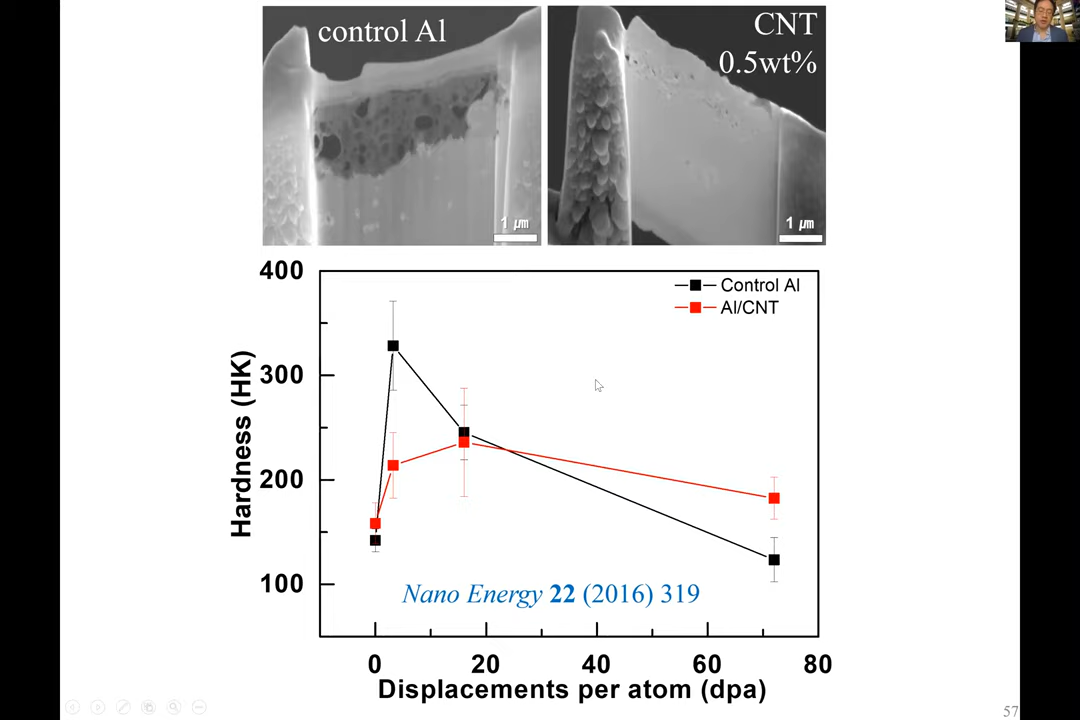 control Al
CNT
0.5wt%
1 μm
1 μm
400
300
200
100
Hardness (HK)
Control Al
Al/CNT
Nano Energy 22 (2016) 319
0 20 40 60 80
Displacements per atom (dpa)
57